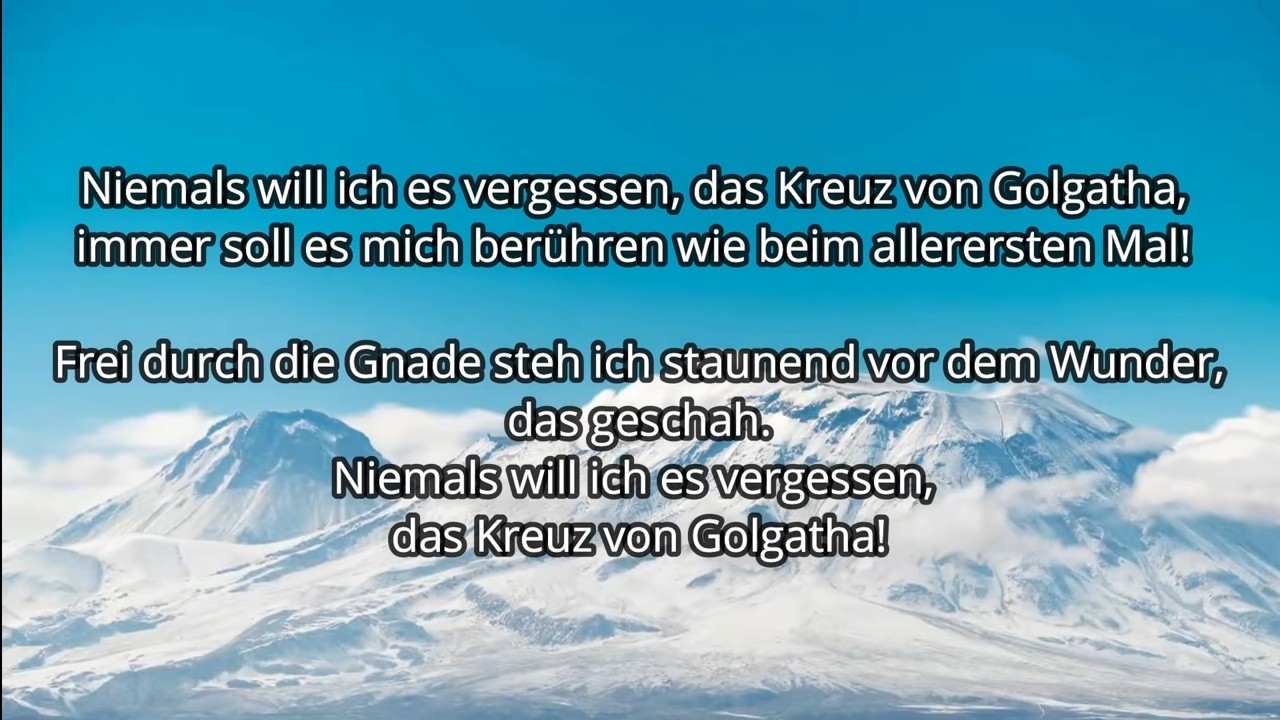 Niemals will ich es vergessen, das Kreuz von Golgatha,
immer soll es mich berühren wie beim allerersten Mal!
Frei durch die Gnade steh ich staunend vor dem Wunder,
das geschah.
Niemals will ich es vergessen,
das Kreuz von Golgatha!